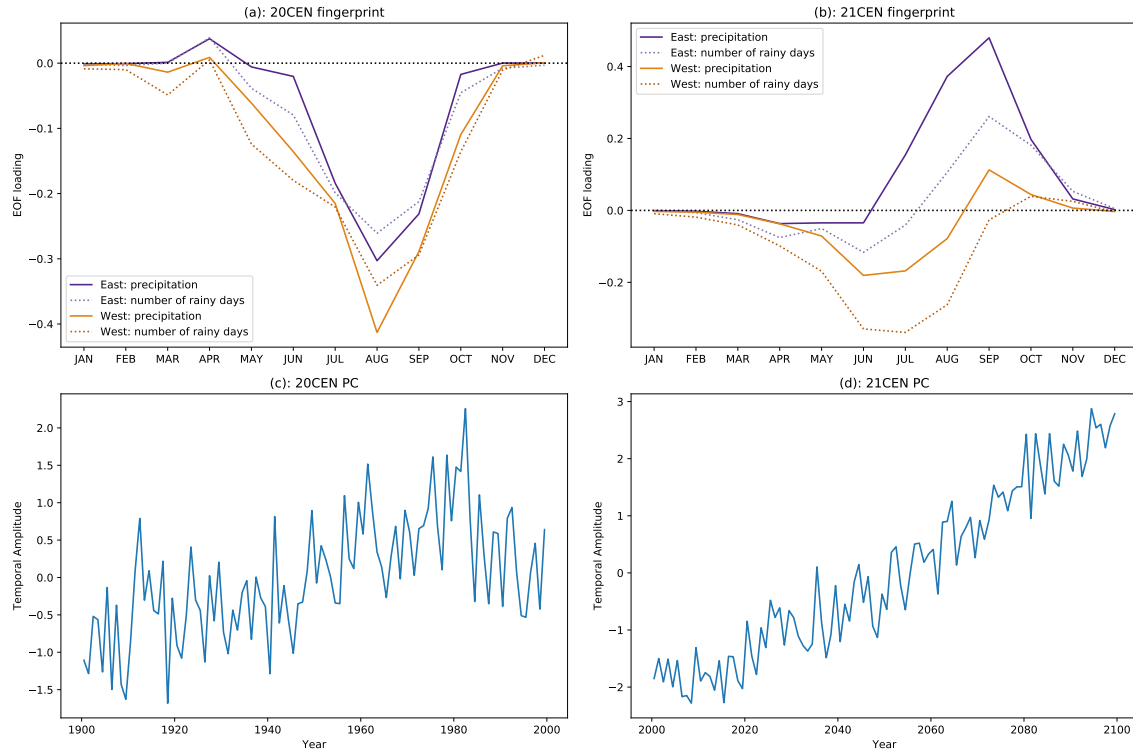 (a): 20CEN fingerprint
EOF loading
0.0
−0.1
−0.2
−0.3
−0.4
East: precipitation
East: number of rainy days
West: precipitation
West: number of rainy days
JAN FEB MAR APR MAY JUN JUL AUG SEP OCT NOV DEC
(b): 21CEN fingerprint
EOF loading
0.4
0.2
0.0
−0.2
East: precipitation
East: number of rainy days
West: precipitation
West: number of rainy days
JAN FEB MAR APR MAY JUN JUL AUG SEP OCT NOV DEC
(c): 20CEN PC
Temporal Amplitude
2.0
1.5
1.0
0.5
0.0
−0.5
−1.0
−1.5
1900 1920 1940 1960 1980 2000
Year
(d): 21CEN PC
Temporal Amplitude
3
2
1
0
−1
−2
2000 2020 2040 2060 2080 2100
Year